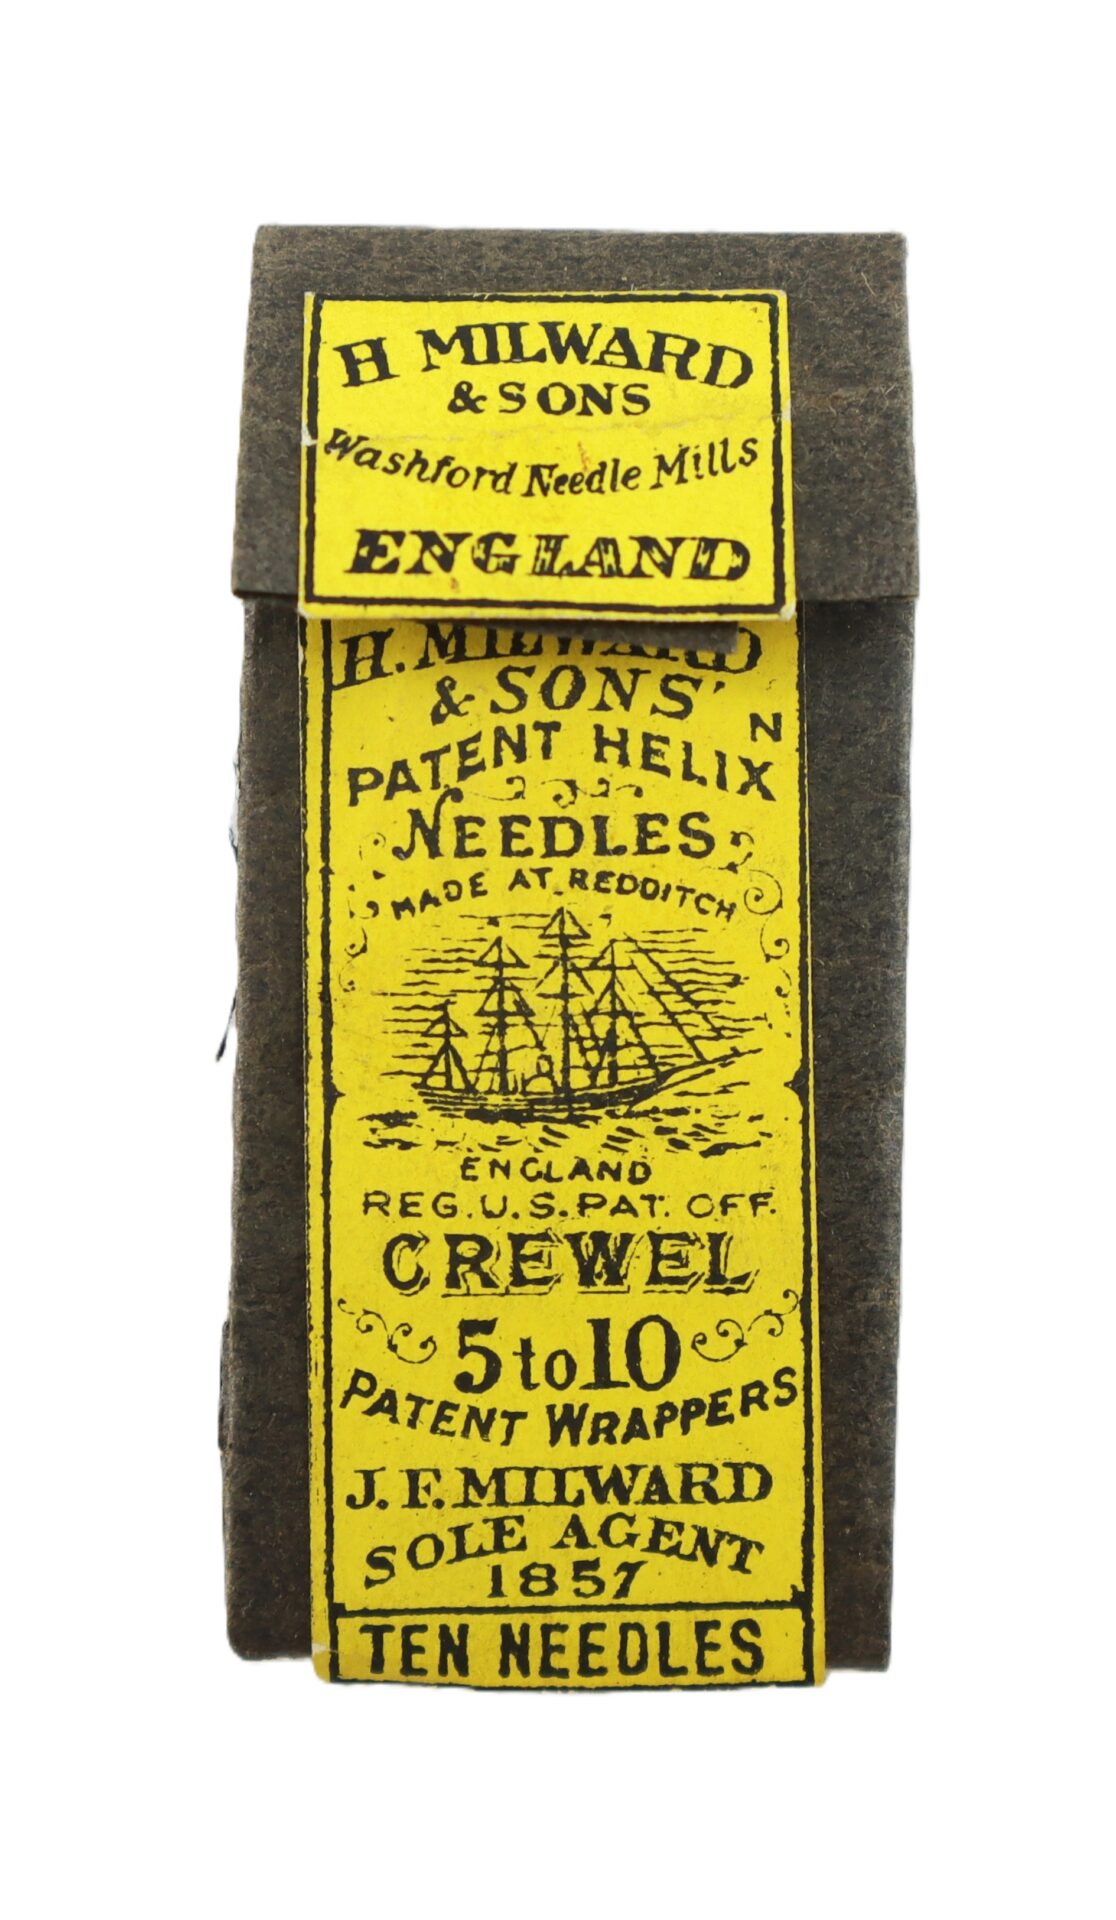 H MILWARD
& SONS
Washford Needle Mills
ENGLAND
H. MILWARD
& SONS'
N
PATENT HELIX
NEEDLES
MADE AT REDDITCH
ENGLAND
REG. U.S. PAT. OFF.
CREWEL
5 to 10
PATENT WRAPPERS
J. F. MILWARD
SOLE AGENT
1857
TEN NEEDLES